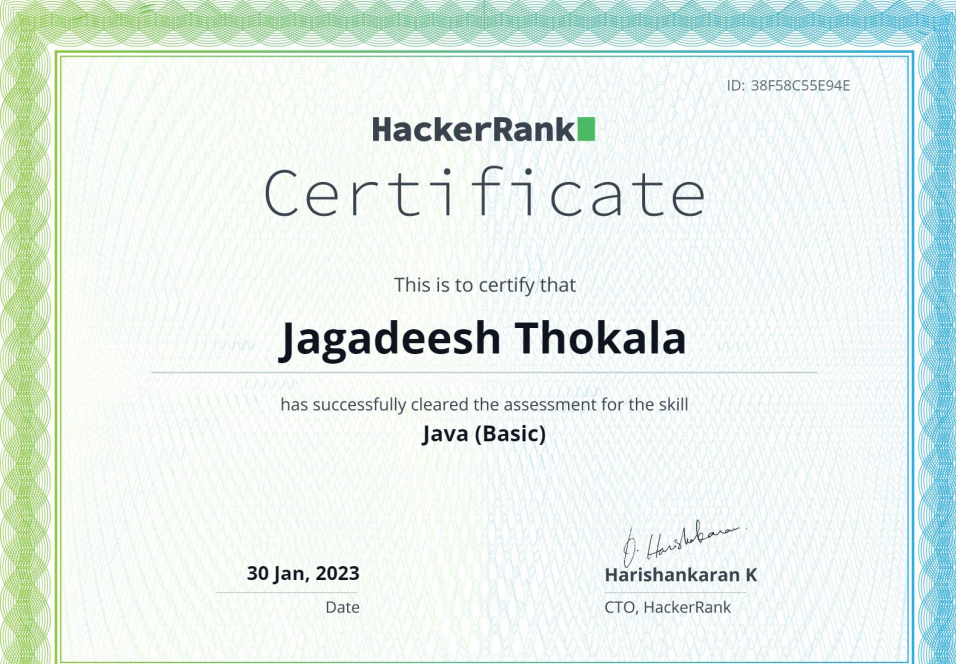 ID: 38F58C55E94E
HackerRank
Certificate
This is to certify that
Jagadeesh Thokala
has successfully cleared the assessment for the skill
Java (Basic)
30 Jan, 2023
Date
Harishankaran K
CTO, HackerRank